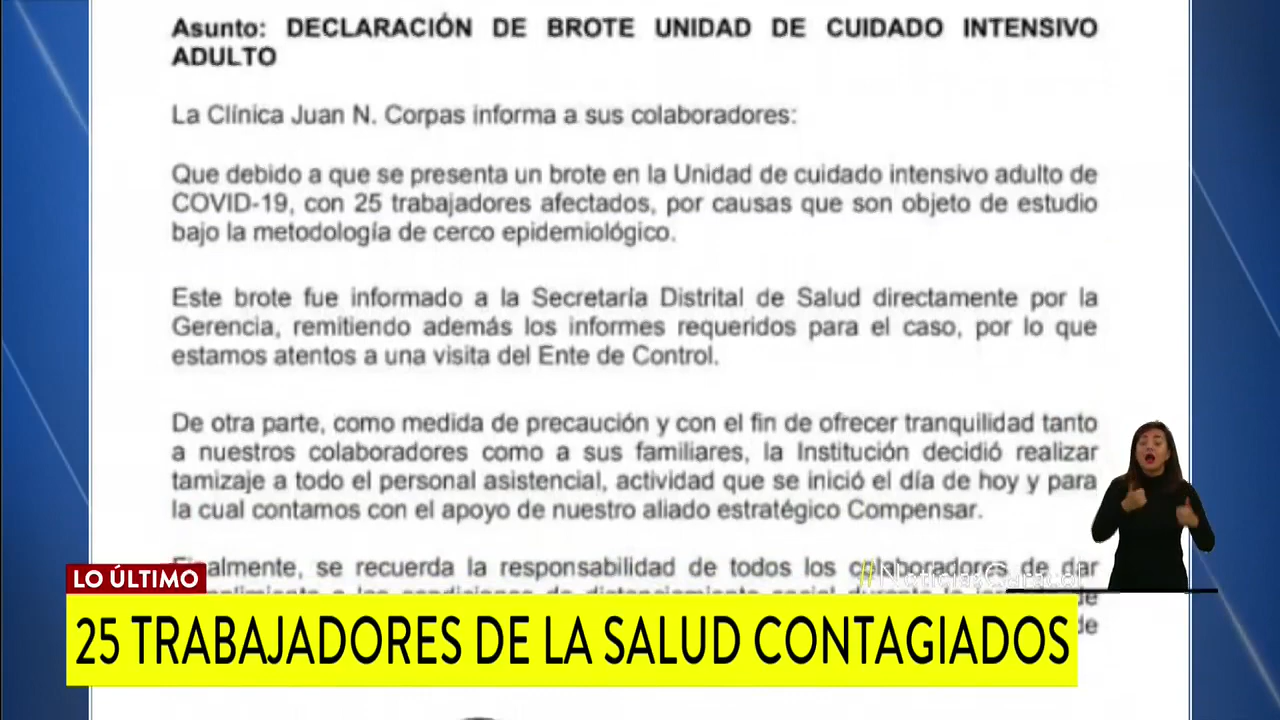 Asunto: DECLARACIÓN DE BROTE UNIDAD DE CUIDADO INTENSIVO
ADULTO
La Clínica Juan N. Corpas informa a sus colaboradores:
Que debido a que se presenta un brote en la Unidad de cuidado intensivo adulto de
COVID-19, con 25 trabajadores afectados, por causas que son objeto de estudio
bajo la metodología de cerco epidemiológico.
Este brote fue informado a la Secretaría Distrital de Salud directamente por la
Gerencia, remitiendo además los informes requeridos para el caso, por lo que
estamos atentos a una visita del Ente de Control.
De otra parte, como medida de precaución y con el fin de ofrecer tranquilidad tanto
a nuestros colaboradores como a sus familiares, la Institución decidió realizar
tamizaje a todo el personal asistencial, actividad que se inició el día de hoy y para
la cual contamos con el apoyo de nuestro aliado estratégico Compensar.
Finalmente, se recuerda la responsabilidad de todos los colaboradores de dar
#NoticiasCaracol
LO ÚLTIMO
25 TRABAJADORES DE LA SALUD CONTAGIADOS